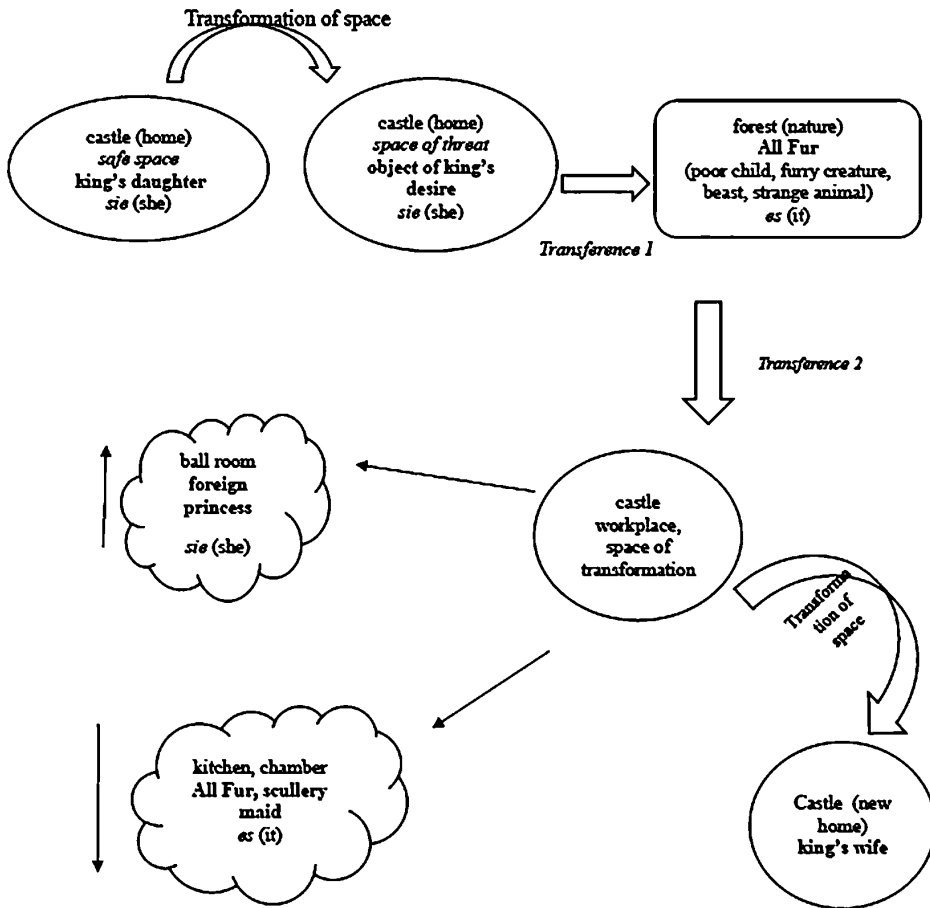 Transformation of space
castle (home)
safe space
king's daughter
sie (she)
castle (home)
space of threat
object of king's
desire
sie (she)
forest (nature)
All Fur
(poor child, furry creature,
beast, strange animal)
es (it)
Transference 1
Transference 2
ball room
foreign
princess
sie (she)
castle
workplace,
space of
transformation
Transforma
tion of
space
kitchen, chamber
All Fur, scullery
maid
es (it)
Castle (new
home)
king's wife